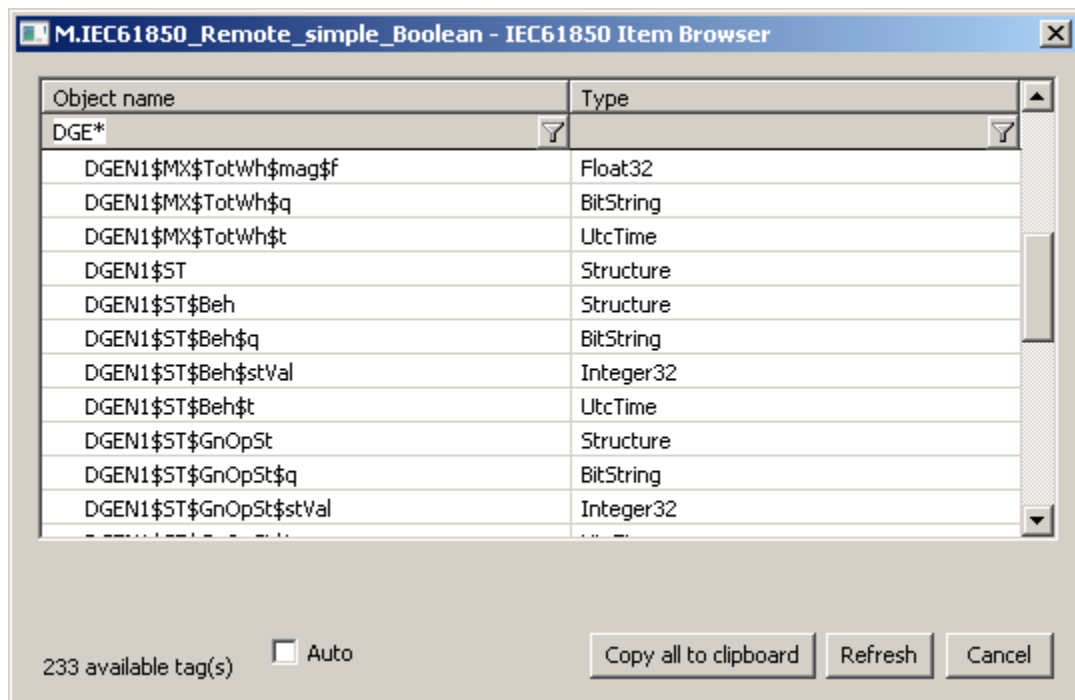 M.IEC61850_Remote_simple_Boolean - IEC61850 Item Browser
Object name Type
DGE*
DGEN1$MX$TotWh$mag$f Float32
DGEN1$MX$TotWh$q BitString
DGEN1$MX$TotWh$t UtcTime
DGEN1$ST Structure
DGEN1$ST$Beh Structure
DGEN1$ST$Beh$q BitString
DGEN1$ST$Beh$stVal Integer32
DGEN1$ST$Beh$t UtcTime
DGEN1$ST$GnOpSt Structure
DGEN1$ST$GnOpSt$q BitString
DGEN1$ST$GnOpSt$stVal Integer32
233 available tag(s) Auto Copy all to clipboard Refresh Cancel